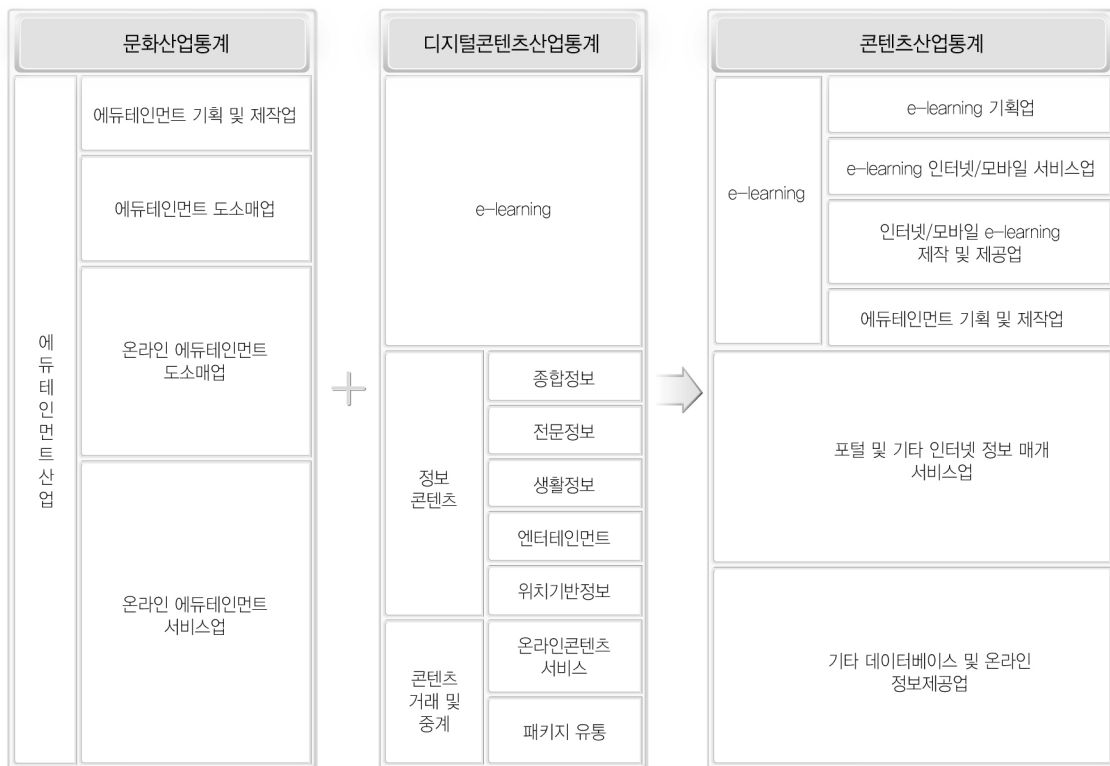 문화산업통계
에듀테인먼트산업
에듀테인먼트 기획 및 제작업
에듀테인먼트 도소매업
온라인 에듀테인먼트
도소매업
온라인 에듀테인먼트
서비스업
+
디지털콘텐츠산업통계
e-learning
정보
콘텐츠
종합정보
전문정보
생활정보
엔터테인먼트
위치기반정보
콘텐츠
거래 및
중계
온라인콘텐츠
서비스
패키지 유통
콘텐츠산업통계
e-learning
e-learning 기획업
e-learning 인터넷/모바일 서비스업
인터넷/모바일 e-learning
제작 및 제공업
에듀테인먼트 기획 및 제작업
포털 및 기타 인터넷 정보 매개
서비스업
기타 데이터베이스 및 온라인
정보제공업